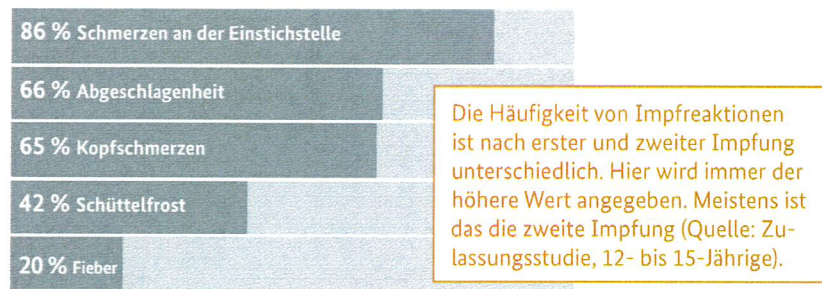 86 % Schmerzen an der Einstichstelle
66 % Abgeschlagenheit
65 % Kopfschmerzen
42 % Schüttelfrost
20 % Fieber
Die Häufigkeit von Impfreaktionen
ist nach erster und zweiter Impfung
unterschiedlich. Hier wird immer der
höhere Wert angegeben. Meistens ist
das die zweite Impfung (Quelle: Zu-
lassungsstudie, 12- bis 15-Jährige).